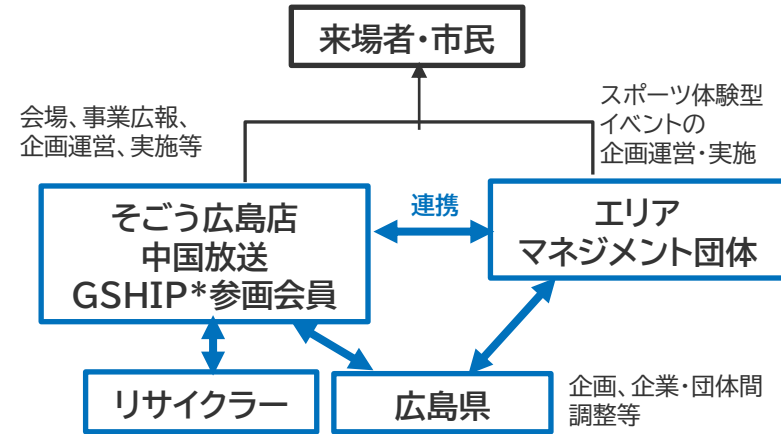 来場者・市民
会場、事業広報、
企画運営、実施等
スポーツ体験型
イベントの
企画運営・実施
そごう広島店
中国放送
GSHIP*参画会員
連携
エリア
マネジメント団体
リサイクラー
広島県
企画、企業・団体間
調整等